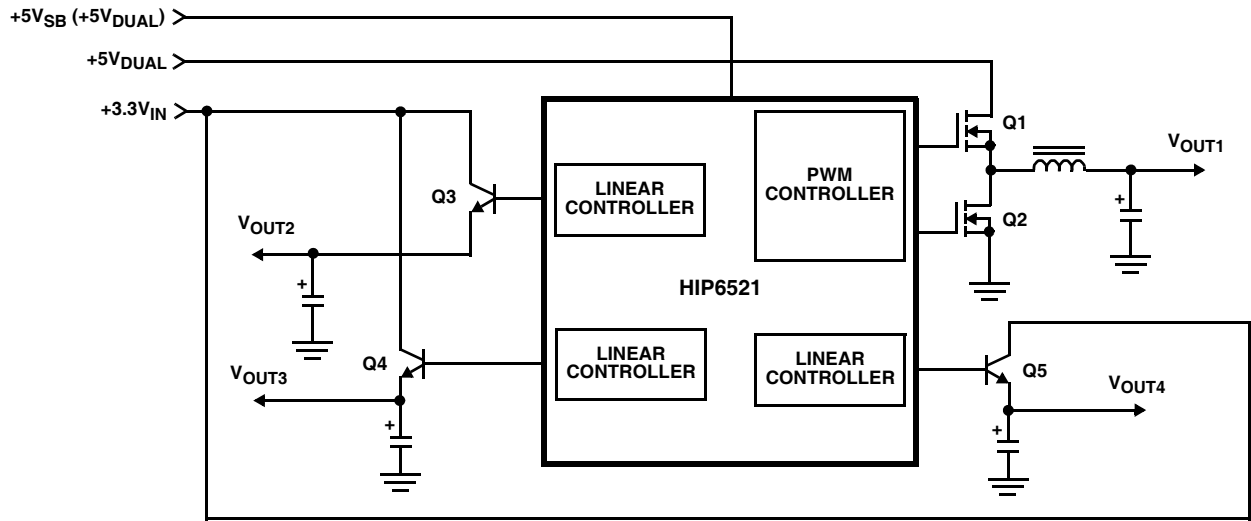 +5VSB (+5VDUAL)
+5VDUAL
+3.3VIN
Q1
VOUT1
PWM
CONTROLLER
LINEAR
CONTROLLER
Q3
Q2
VOUT2
+
+
HIP6521
LINEAR
CONTROLLER
LINEAR
CONTROLLER
Q4
Q5
VOUT3
VOUT4
+
+